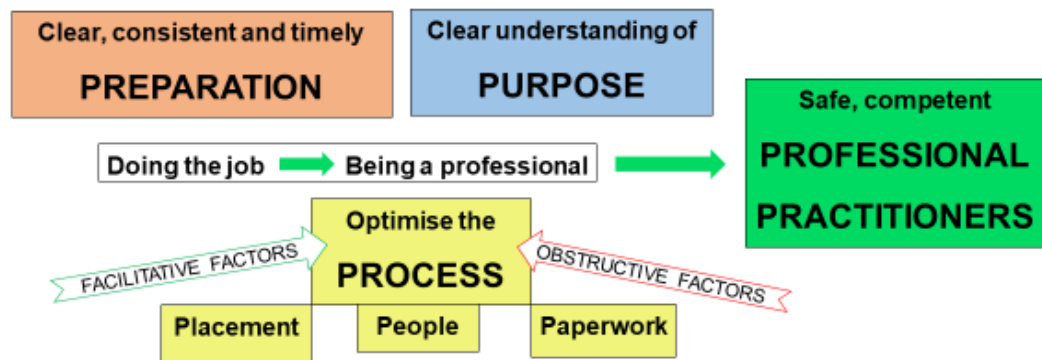 Clear, consistent and timely
PREPARATION
Clear understanding of
PURPOSE
Safe, competent
PROFESSIONAL
PRACTITIONERS
Doing the job
Being a professional
Optimise the
PROCESS
FACILITATIVE FACTORS
OBSTRUCTIVE FACTORS
Placement
People
Paperwork